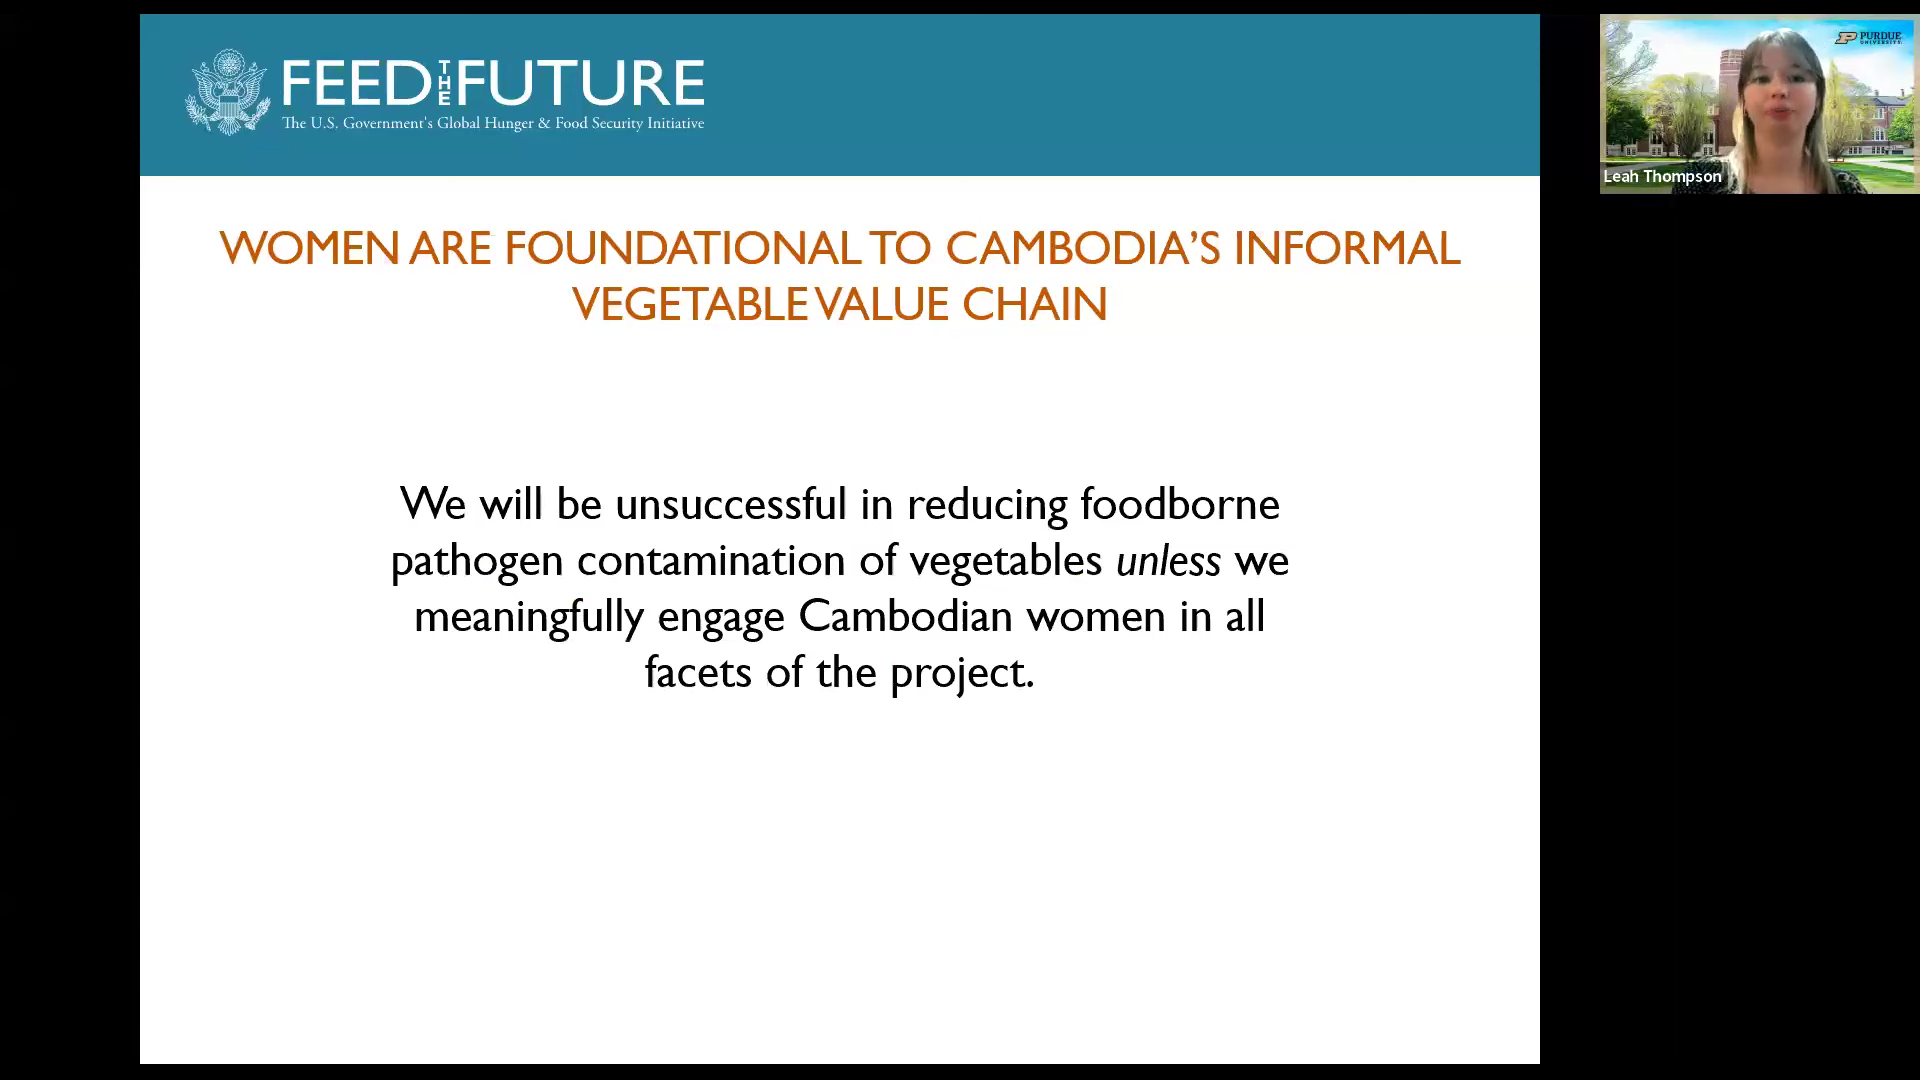 FEED THE FUTURE
The U.S. Government's Global Hunger & Food Security Initiative
PURDUE
UNIVERSITY
Leah Thompson
WOMEN ARE FOUNDATIONAL TO CAMBODIA’S INFORMAL
VEGETABLE VALUE CHAIN
We will be unsuccessful in reducing foodborne
pathogen contamination of vegetables unless we
meaningfully engage Cambodian women in all
facets of the project.